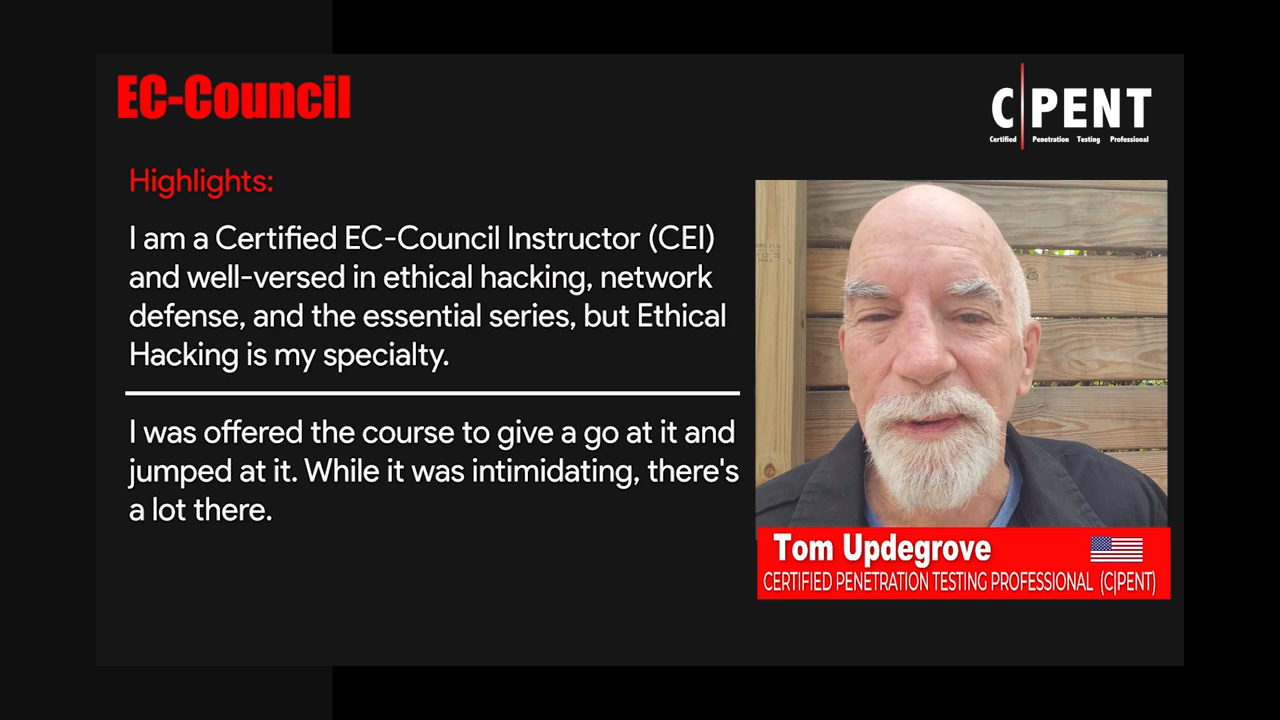 EC-Council
C|PENT
Certified Penetration Testing Professional
Highlights:
I am a Certified EC-Council Instructor (CEI)
and well-versed in ethical hacking, network
defense, and the essential series, but Ethical
Hacking is my specialty.
I was offered the course to give a go at it and
jumped at it. While it was intimidating, there's
a lot there.
Tom Updegrove
CERTIFIED PENETRATION TESTING PROFESSIONAL (C|PENT)